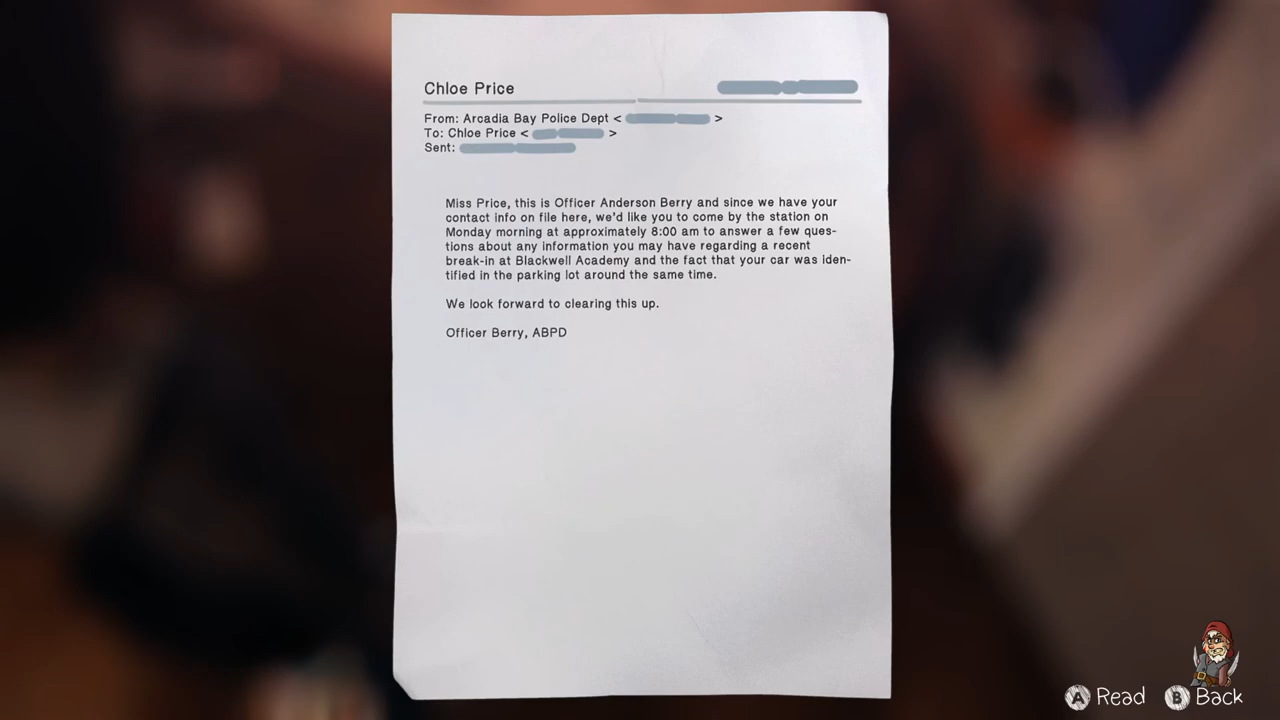 Chloe Price
From: Arcadia Bay Police Dept < >
To: Chloe Price < >
Sent:
Miss Price, this is Officer Anderson Berry and since we have your
contact info on file here, we'd like you to come by the station on
Monday morning at approximately 8:00 am to answer a few ques-
tions about any information you may have regarding a recent
break-in at Blackwell Academy and the fact that your car was iden-
tified in the parking lot around the same time.
We look forward to clearing this up.
Officer Berry, ABPD
A Read B Back